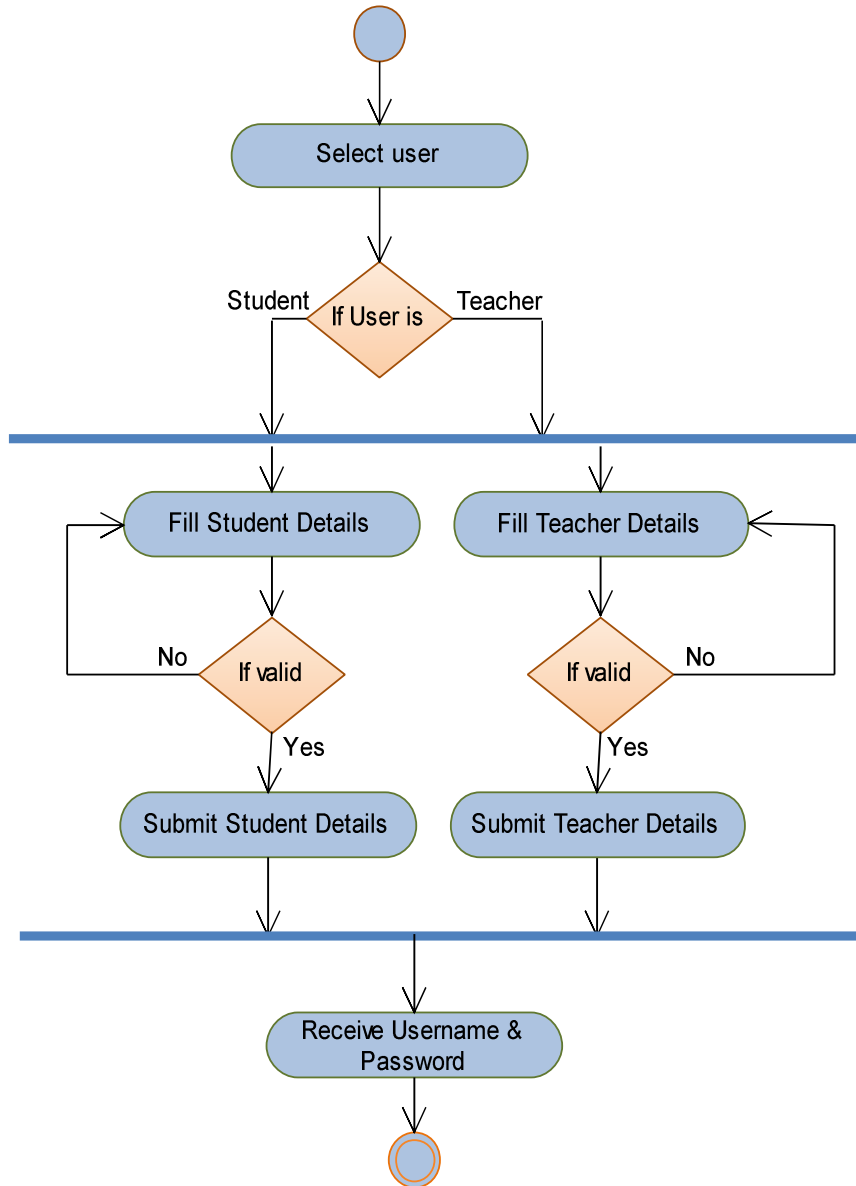 Select user
Student
Teacher
If User is
Fill Student Details
Fill Teacher Details
No
If valid
If valid
No
Yes
Yes
Submit Student Details
Submit Teacher Details
Receive Username &
Password